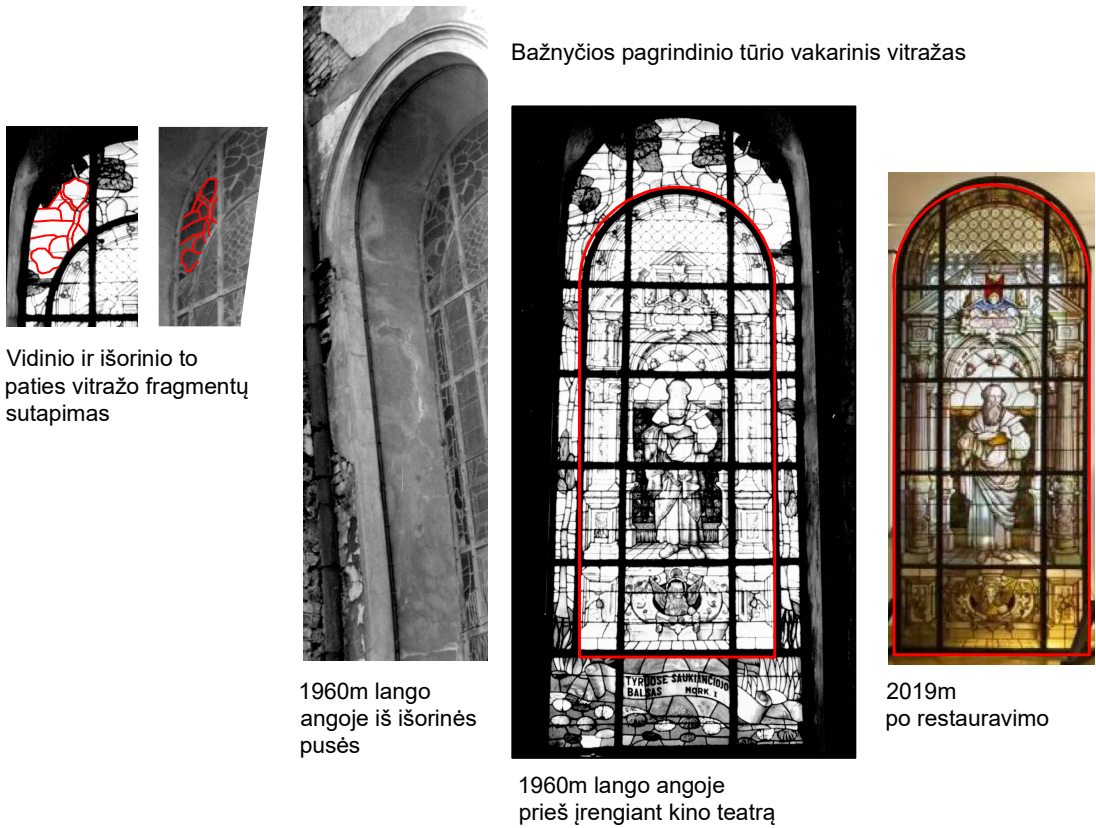 Bažnyčios pagrindinio tūrio vakarinis vitražas
Vidinio ir išorinio to
paties vitražo fragmentų
sutapimas
1960m lango
angoje iš išorinės
pusės
TYRUOSE ŠAUKIANČIOJO
BALSAS MORK I
1960m lango angoje
prieš įrengiant kino teatrą
2019m
po restauravimo